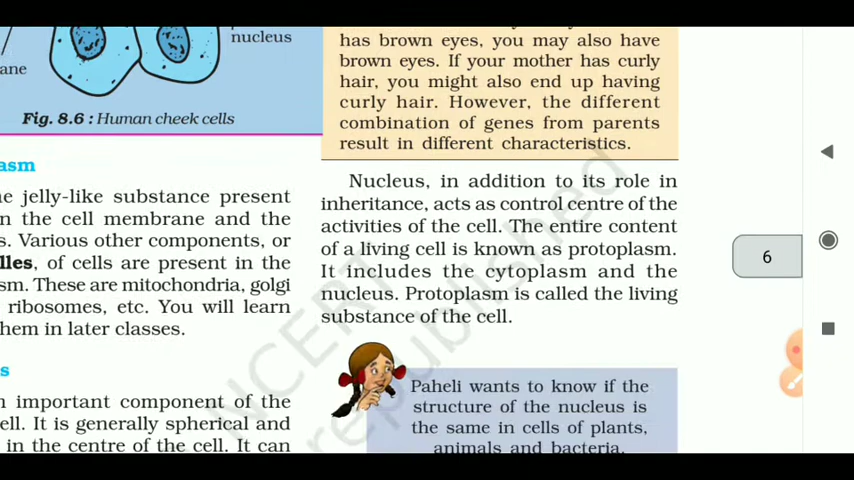 nucleus
ane
Fig. 8.6 : Human cheek cells
asm
e jelly-like substance present
n the cell membrane and the
s. Various other components, or
lles, of cells are present in the
sm. These are mitochondria, golgi
ribosomes, etc. You will learn
hem in later classes.
s
n important component of the
ell. It is generally spherical and
in the centre of the cell. It can
has brown eyes, you may also have
brown eyes. If your mother has curly
hair, you might also end up having
curly hair. However, the different
combination of genes from parents
result in different characteristics.
Nucleus, in addition to its role in
inheritance, acts as control centre of the
activities of the cell. The entire content
of a living cell is known as protoplasm.
It includes the cytoplasm and the
nucleus. Protoplasm is called the living
substance of the cell.
Paheli wants to know if the
structure of the nucleus is
the same in cells of plants,
animals and bacteria.
6
NCERT
republished